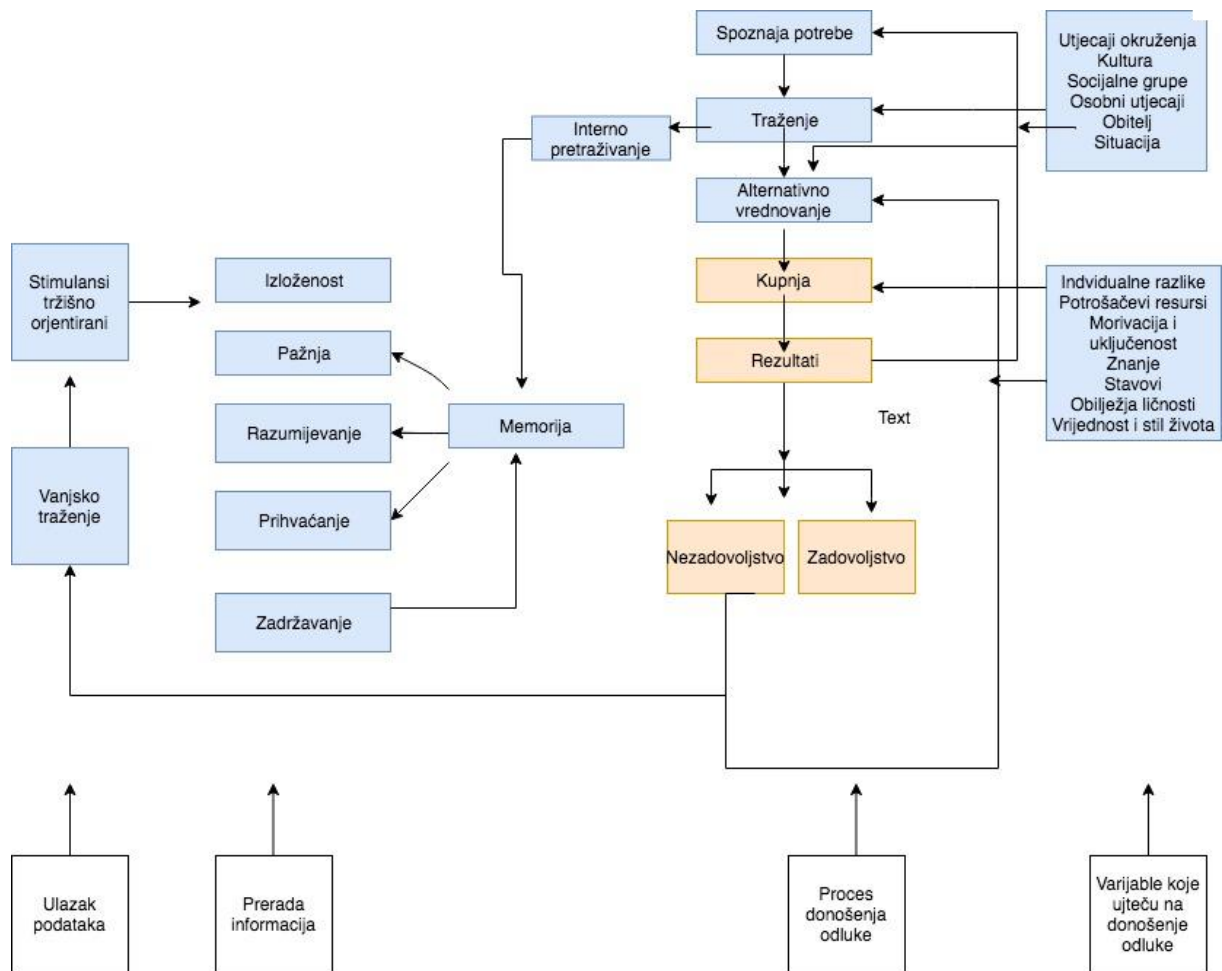 Spoznaja potrebe
Utjecaji okruženja
Kultura
Socijalne grupe
Osobni utjecaji
Obitelj
Situacija
Traženje
Interno
pretraživanje
Alternativno
vrednovanje
Stimulansi
tržišno
orjentirani
Izloženost
Kupnja
Indvidualne razlike
Potrošačevi resursi
Morivacija i
uključenost
Znanje
Stavovi
Obilježja ličnosti
Vrijednost i stil života
Pažnja
Rezultati
Razumijevanje
Memorija
Text
Vanjsko
traženje
Prihvaćanje
Nezadovoljstvo
Zadovoljstvo
Zadržavanje
Ulazak
podataka
Prerada
informacija
Proces
donošenja
odluke
Varijable koje
ujteču na
donošenje
odluke